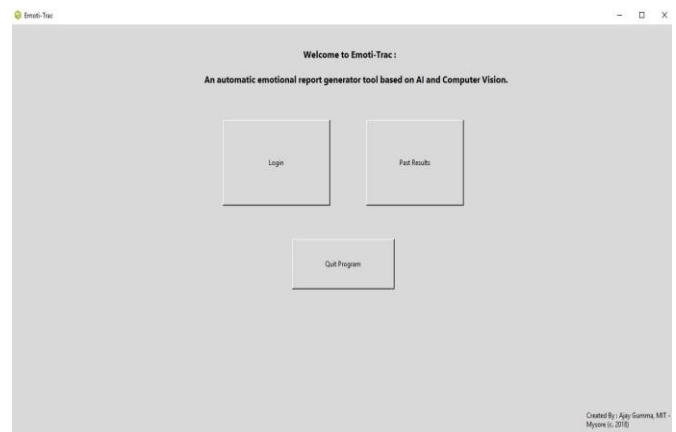 Emoti-Trac
Welcome to Emoti-Trac :
An automatic emotional report generator tool based on AI and Computer Vision.
Login
Past Results
Quit Program
Created By : Ajay Gumma, MIT -
Mysore (c. 2018)